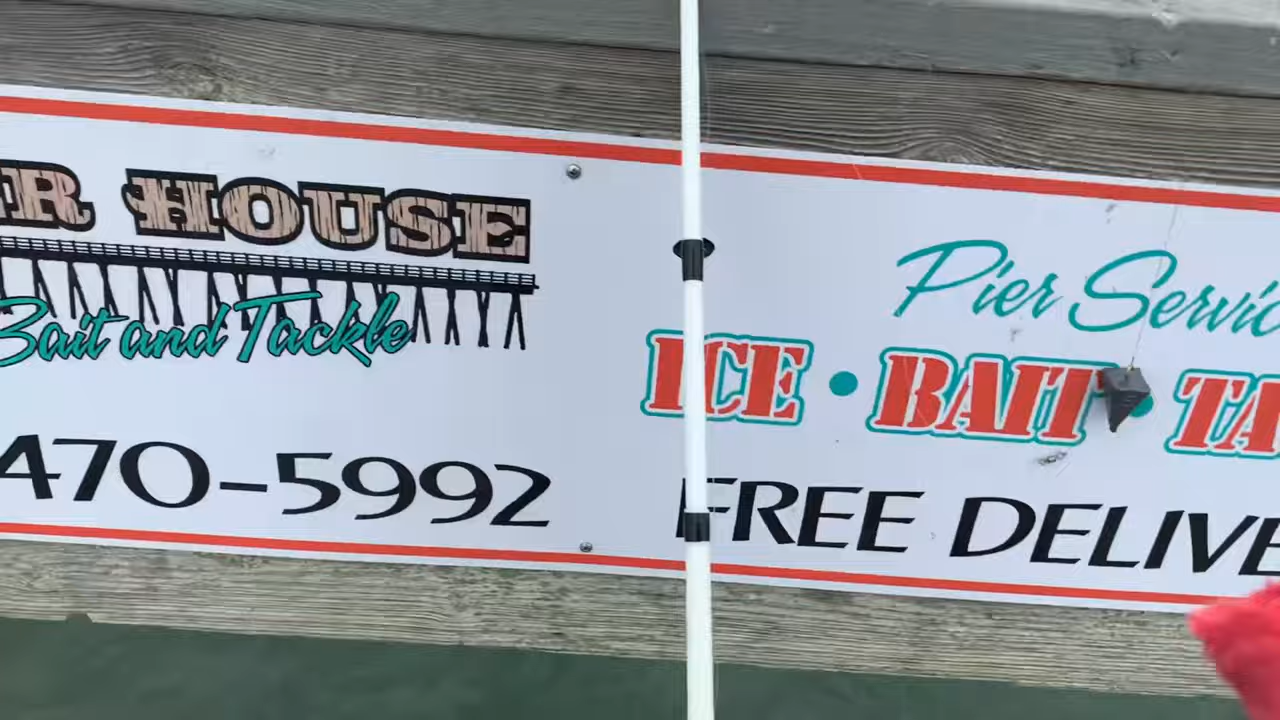 R HOUSE
Bait and Tackle
470-5992
Pier Servic
ICE • BAIT • TA
FREE DELIVE